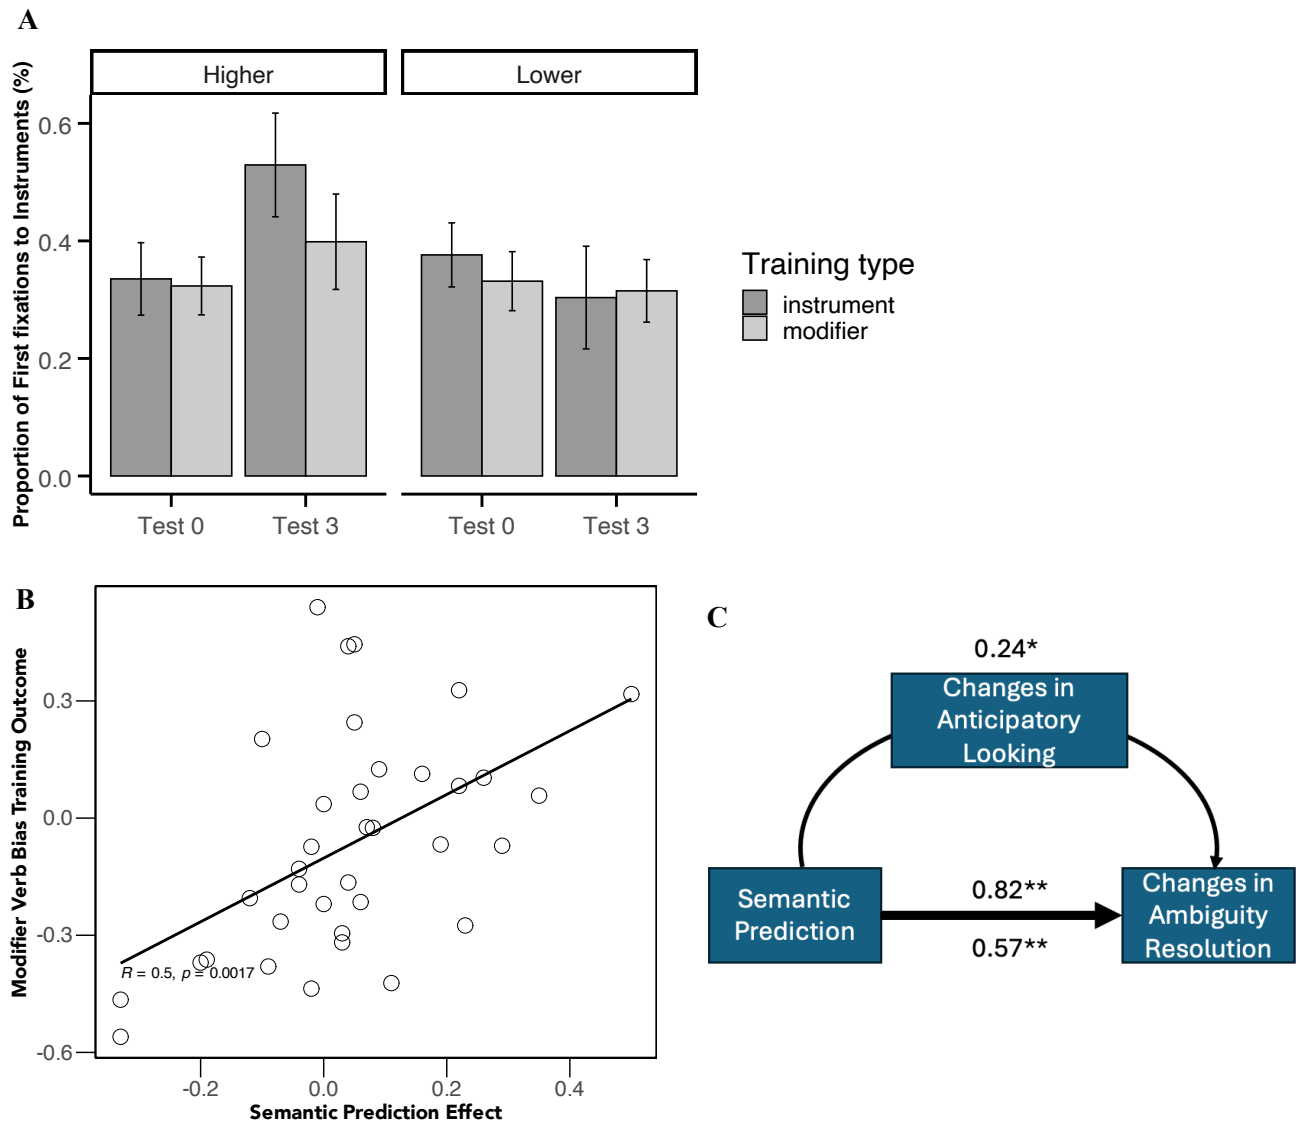 A
Proportion of First fixations to Instruments (%)
Higher
Lower
0.6
0.4
0.2
0.0
Test 0
Test 3
Test 0
Test 3
Training type
instrument
modifier
B
Modifier Verb Bias Training Outcome
0.3
0.0
-0.3
-0.6
R = 0.5, p = 0.0017
-0.2
0.0
0.2
0.4
Semantic Prediction Effect
C
0.24*
Changes in
Anticipatory
Looking
Semantic
Prediction
0.82**
0.57**
Changes in
Ambiguity
Resolution